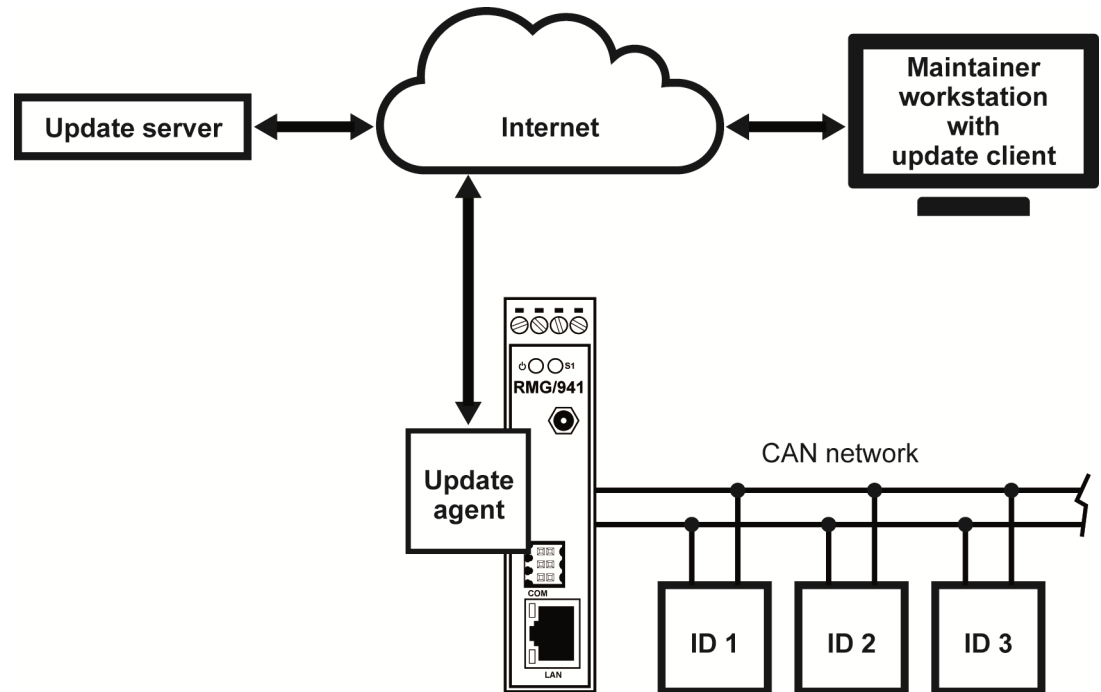 Update server
Internet
Maintainer
workstation
with
update client
S1
RMG/941
Update
agent
CAN network
COM
LAN
ID 1
ID 2
ID 3